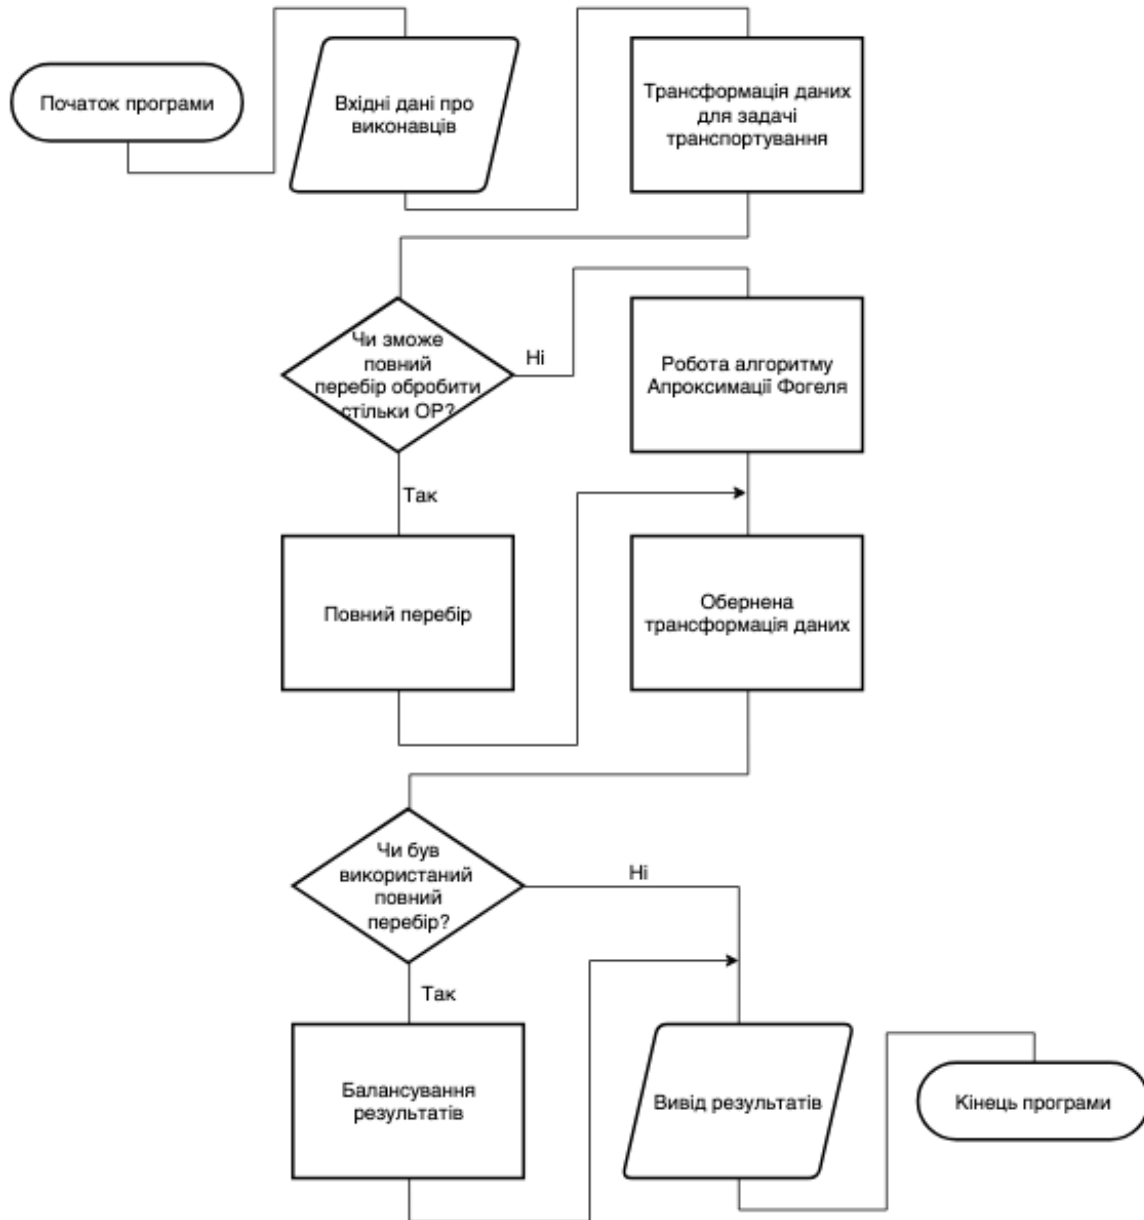 Початок програми
Вхідні дані про
виконавців
Трансформація даних
для задачі
транспортування
Чи зможе
повний
перебір обробити
стільки ОР?
Ні
Робота алгоритму
Апроксимації Фогеля
Так
Повний перебір
Обернена
трансформація даних
Чи був
використаний
повний
перебір?
Ні
Так
Балансування
результатів
Вивід результатів
Кінець програми